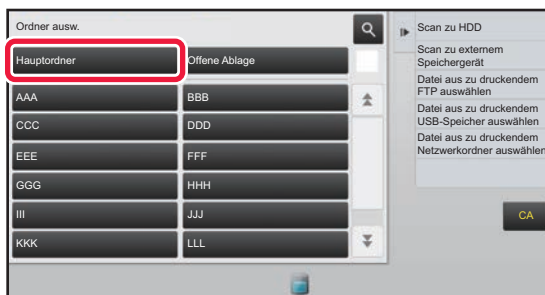 Ordner ausw.
Hauptordner
Offene Ablage
AAA
BBB
CCC
DDD
EEE
FFF
GGG
HHH
III
JJJ
KKK
LLL
Scan zu HDD
Scan zu externem
Speichergerät
Datei aus zu druckendem
FTP auswählen
Datei aus zu druckendem
USB-Speicher auswählen
Datei aus zu druckendem
Netzwerkordner auswählen
CA